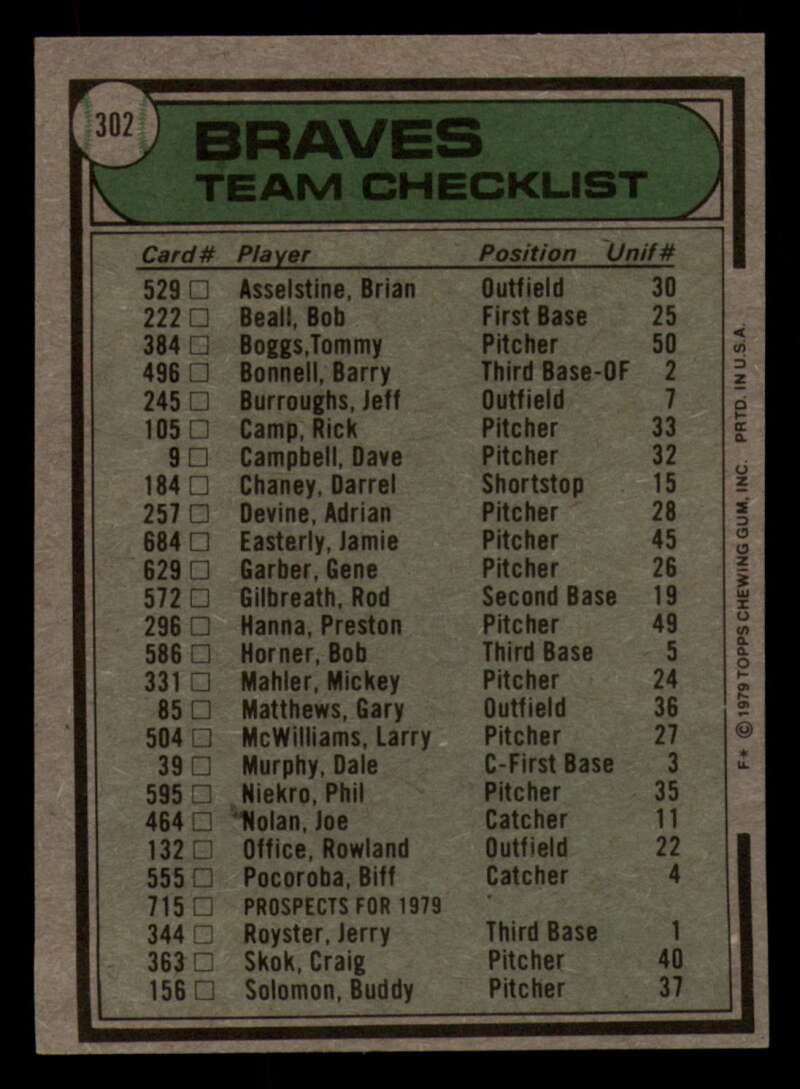 302
BRAVES
TEAM CHECKLIST
Card# Player Position Unif#
529 □ Asselstine, Brian Outfield 30
222 □ Beall, Bob First Base 25
384 □ Boggs,Tommy Pitcher 50
496 □ Bonnell, Barry Third Base-OF 2
245 □ Burroughs, Jeff Outfield 7
105 □ Camp, Rick Pitcher 33
9 □ Campbell, Dave Pitcher 32
184 □ Chaney, Darrel Shortstop 15
257 □ Devine, Adrian Pitcher 28
684 □ Easterly, Jamie Pitcher 45
629 □ Garber, Gene Pitcher 26
572 □ Gilbreath, Rod Second Base 19
296 □ Hanna, Preston Pitcher 49
586 □ Horner, Bob Third Base 5
331 □ Mahler, Mickey Pitcher 24
85 □ Matthews, Gary Outfield 36
504 □ McWilliams, Larry Pitcher 27
39 □ Murphy, Dale C-First Base 3
595 □ Niekro, Phil Pitcher 35
464 □ Nolan, Joe Catcher 11
132 □ Office, Rowland Outfield 22
555 □ Pocoroba, Biff Catcher 4
715 □ PROSPECTS FOR 1979
344 □ Royster, Jerry Third Base 1
363 □ Skok, Craig Pitcher 40
156 □ Solomon, Buddy Pitcher 37
F* © 1979 TOPPS CHEWING GUM, INC. PRTD. IN U.S.A.